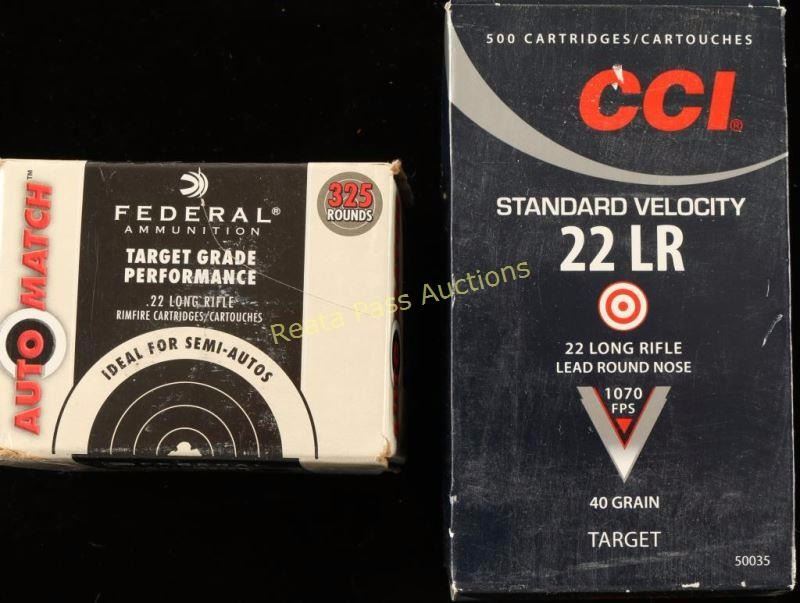 AUTO MATCH™
FEDERAL®
AMMUNITION
TARGET GRADE
PERFORMANCE
.22 LONG RIFLE
RIMFIRE CARTRIDGES/CARTOUCHES
IDEAL FOR SEMI-AUTOS
325
ROUNDS
500 CARTRIDGES/CARTOUCHES
CCI®
STANDARD VELOCITY
22 LR
22 LONG RIFLE
LEAD ROUND NOSE
1070
FPS
40 GRAIN
TARGET
50035
Reata Pass Auctions